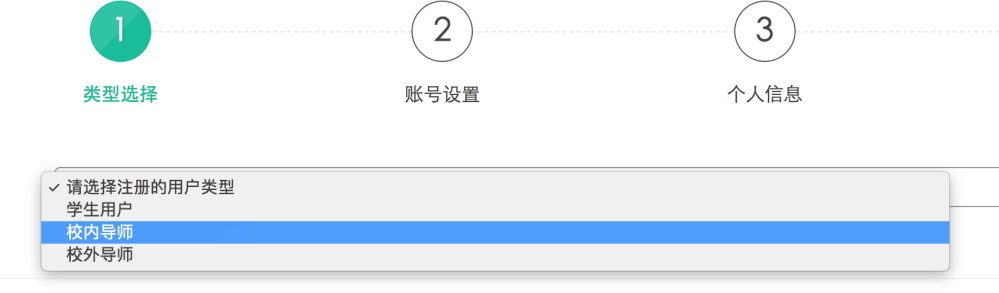 1 2 3
类型选择 账号设置 个人信息
✓ 请选择注册的用户类型
学生用户
校内导师
校外导师